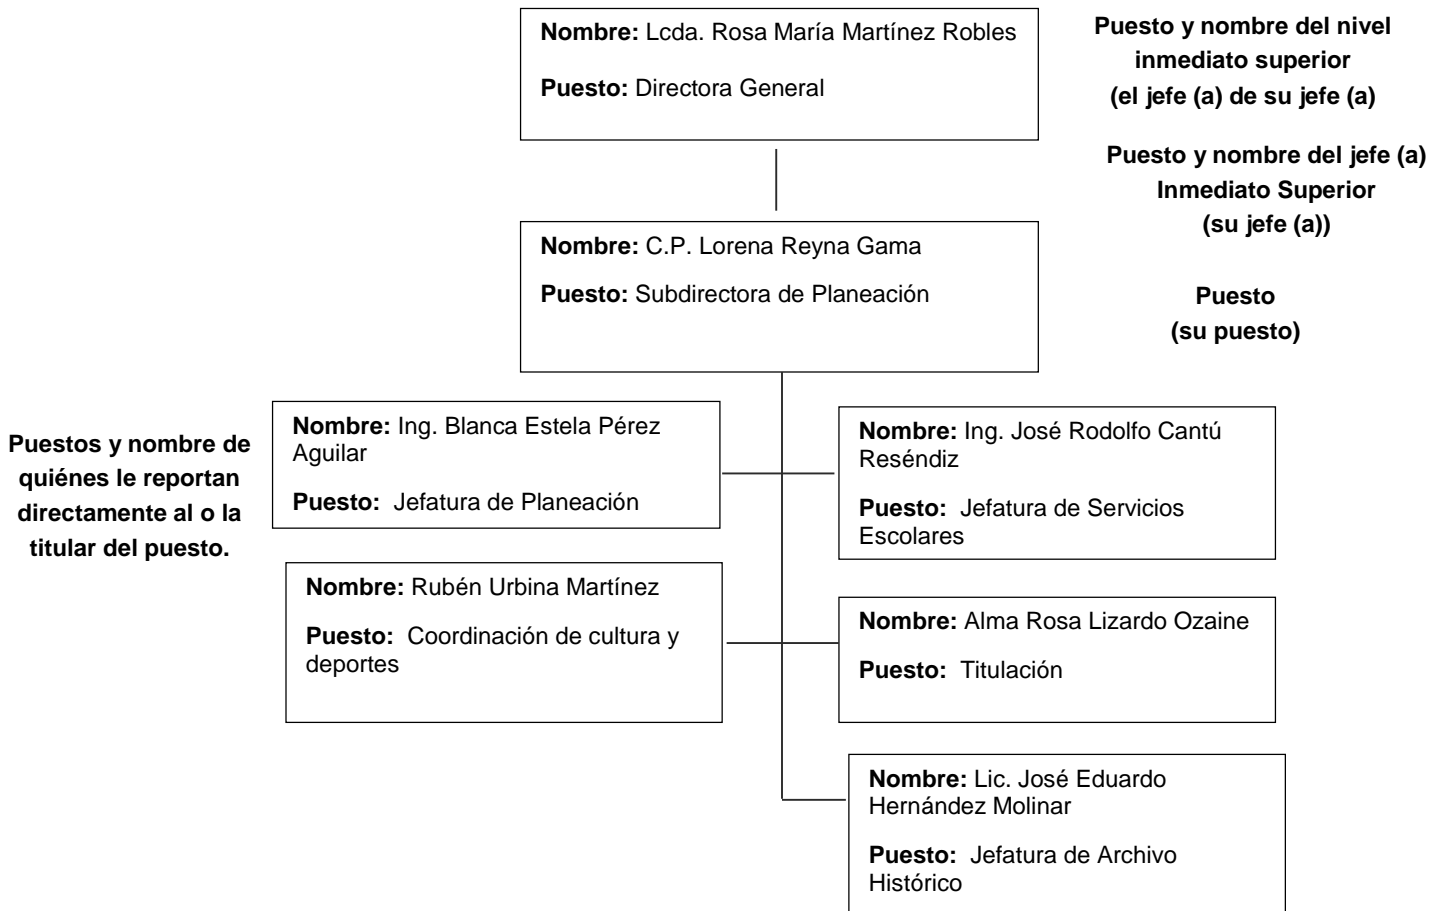 Nombre: Lcda. Rosa María Martínez Robles
Puesto: Directora General
Puesto y nombre del nivel
inmediato superior
(el jefe (a) de su jefe (a)
Puesto y nombre del jefe (a)
Inmediato Superior
(su jefe (a))
Nombre: C.P. Lorena Reyna Gama
Puesto: Subdirectora de Planeación
Puesto
(su puesto)
Puestos y nombre de
quiénes le reportan
directamente al o la
titular del puesto.
Nombre: Ing. Blanca Estela Pérez
Aguilar
Puesto: Jefatura de Planeación
Nombre: Ing. José Rodolfo Cantú
Reséndiz
Puesto: Jefatura de Servicios
Escolares
Nombre: Rubén Urbina Martínez
Puesto: Coordinación de cultura y
deportes
Nombre: Alma Rosa Lizardo Ozaine
Puesto: Titulación
Nombre: Lic. José Eduardo
Hernández Molinar
Puesto: Jefatura de Archivo
Histórico